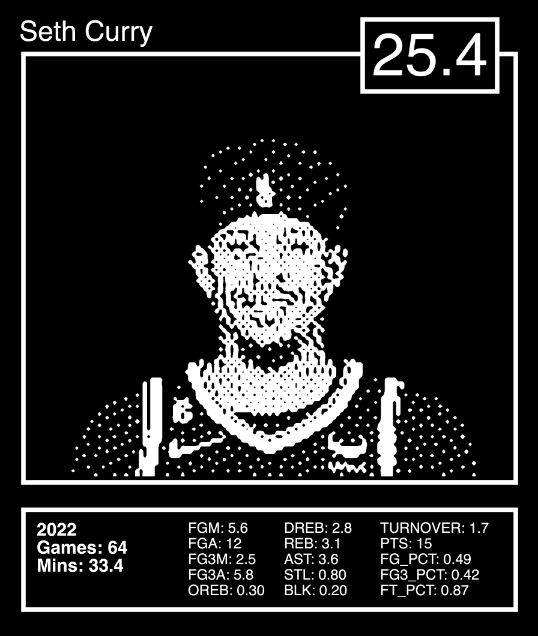 Seth Curry
25.4
6
2022
Games: 64
Mins: 33.4
FGM: 5.6
FGA: 12
FG3M: 2.5
FG3A: 5.8
OREB: 0.30
DREB: 2.8
REB: 3.1
AST: 3.6
STL: 0.80
BLK: 0.20
TURNOVER: 1.7
PTS: 15
FG_PCT: 0.49
FG3_PCT: 0.42
FT_PCT: 0.87